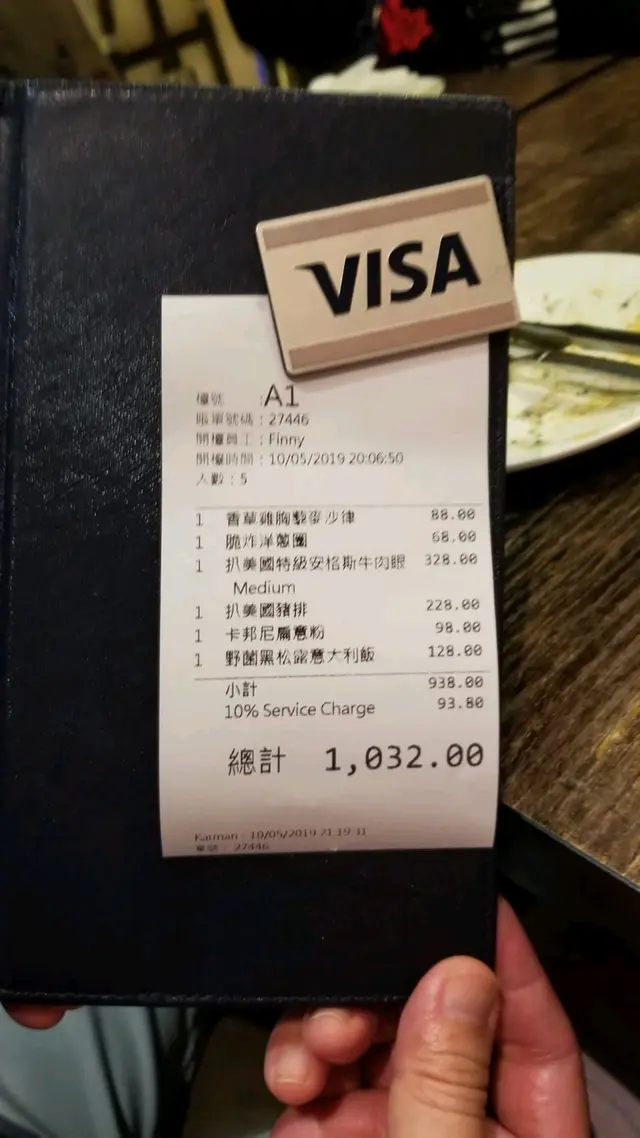 VISA
檯號 :A1
賬單號碼 : 27446
開檯員工 : Finny
開檯時間 : 10/05/2019 20:06:50
人數 : 5
1 香草雞胸藜麥沙律 88.00
1 脆炸洋蔥圈 68.00
1 扒美國特級安格斯牛肉眼 328.00
Medium
1 扒美國豬排 228.00
1 卡邦尼扁意粉 98.00
1 野菌黑松露意大利飯 128.00
小計 938.00
10% Service Charge 93.80
總計 1,032.00
Karman : 10/05/2019 21:19:31
單號 : 27446